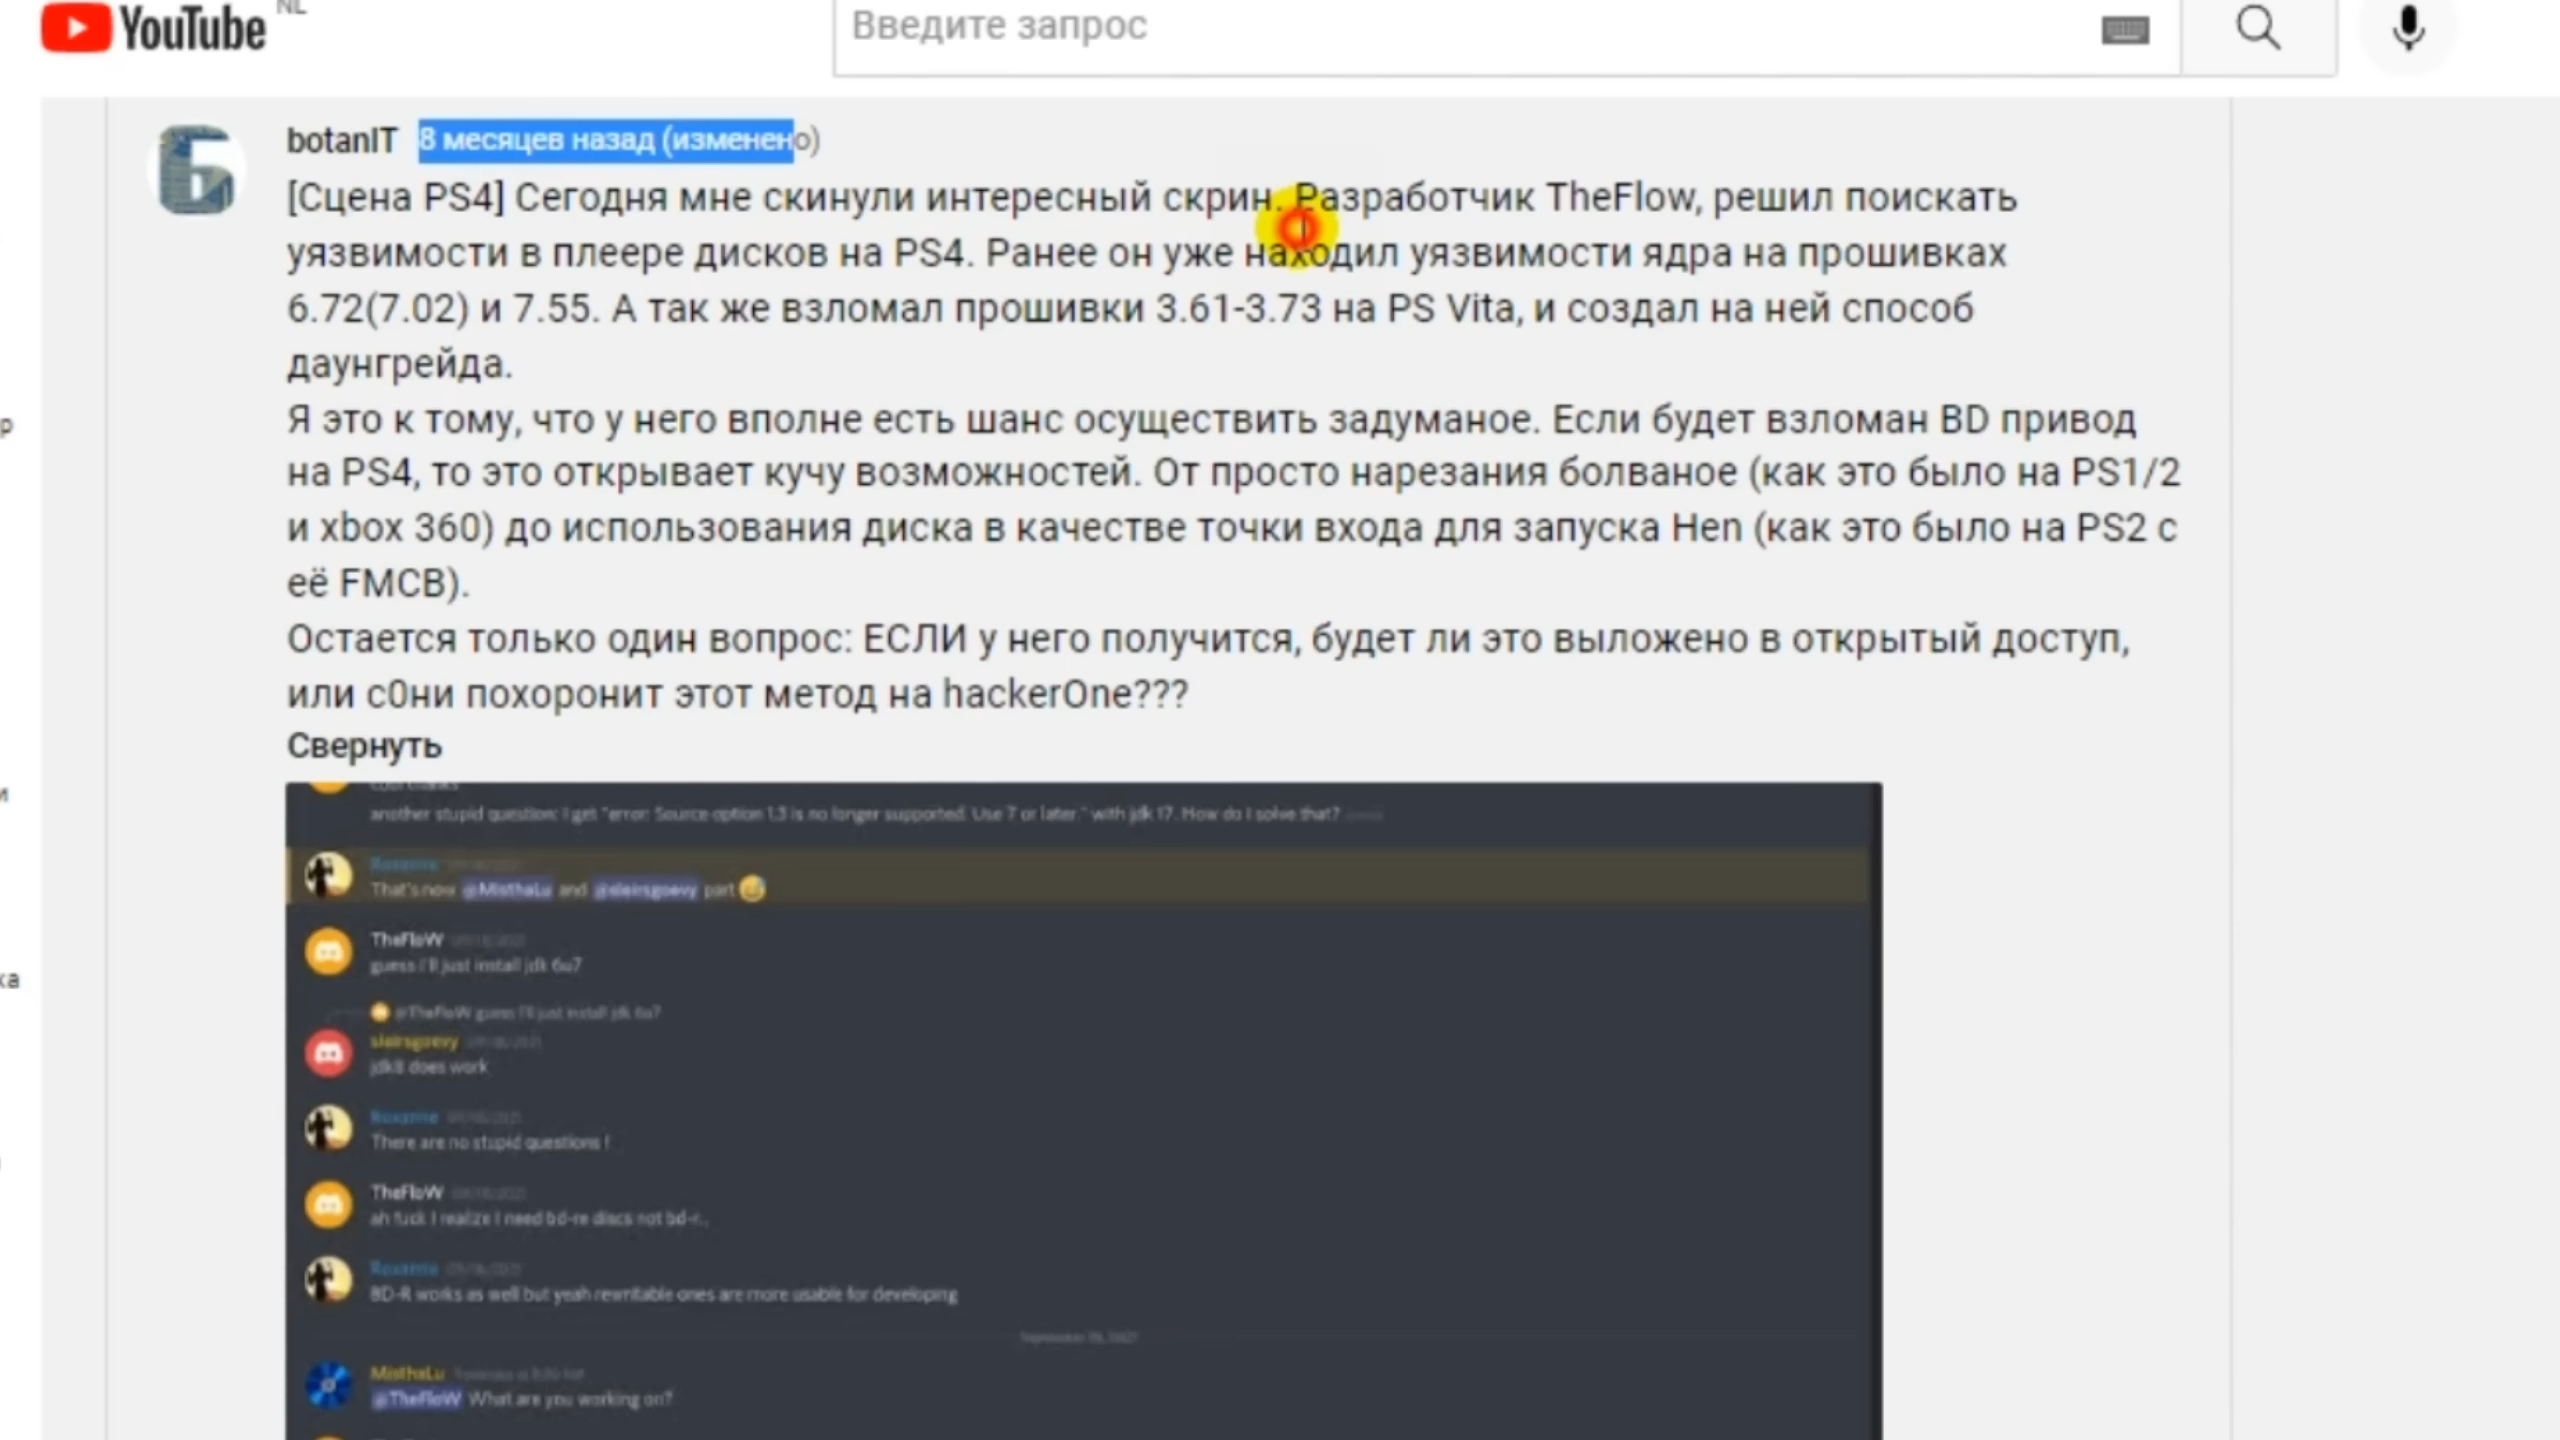 YouTube NL
Введите запрос
botanIT 8 месяцев назад (изменено)
[Сцена PS4] Сегодня мне скинули интересный скрин. Разработчик TheFlow, решил поискать
уязвимости в плеере дисков на PS4. Ранее он уже находил уязвимости ядра на прошивках
6.72(7.02) и 7.55. А так же взломал прошивки 3.61-3.73 на PS Vita, и создал на ней способ
даунгрейда.
Я это к тому, что у него вполне есть шанс осуществить задуманое. Если будет взломан BD привод
на PS4, то это открывает кучу возможностей. От просто нарезания болваное (как это было на PS1/2
и xbox 360) до использования диска в качестве точки входа для запуска Hen (как это было на PS2 с
её FMCB).
Остается только один вопрос: ЕСЛИ у него получится, будет ли это выложено в открытый доступ,
или с0ни похоронит этот метод на hackerOne???
Свернуть
another stupid question: I get "error: Source option 1.3 is no longer supported. Use 7 or later." with jdk 17. How do I solve that?
Roxanne
That's now @MisthaLu and @sleirsgoevy part
TheFloW
guess I'll just install jdk 6u7
@TheFloW guess I'll just install jdk 6u7
sleirsgoevy
jdk8 does work
Roxanne
There are no stupid questions !
TheFloW
ah fuck I realize I need bd-re discs not bd-r..
Roxanne
BD-R works as well but yeah rewritable ones are more usable for developing
MisthaLu
@TheFloW What are you working on?